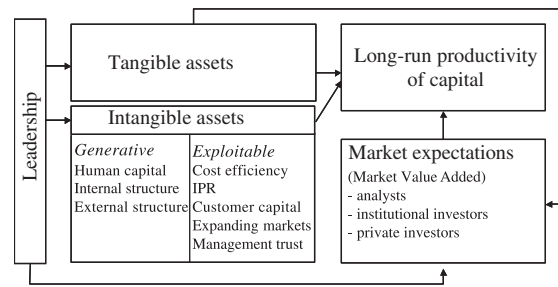 Leadership
Tangible assets
Intangible assets
Generative
Human capital
Internal structure
External structure
Exploitable
Cost efficiency
IPR
Customer capital
Expanding markets
Management trust
Long-run productivity
of capital
Market expectations
(Market Value Added)
- analysts
- institutional investors
- private investors